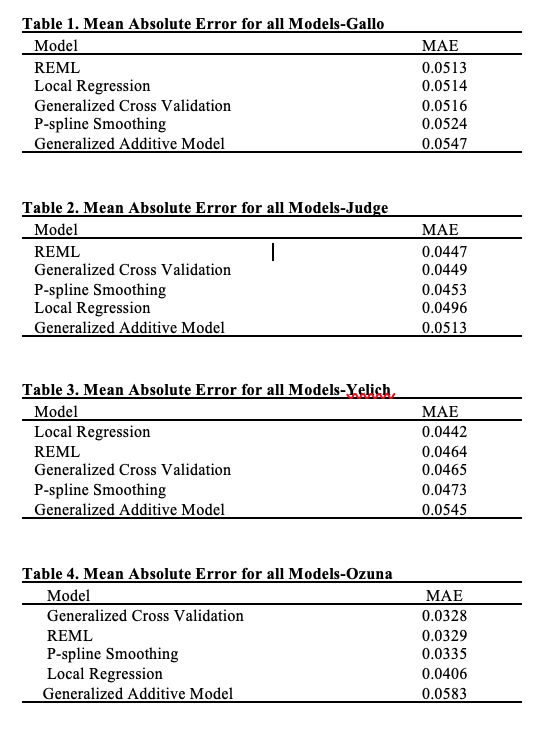 Table 1. Mean Absolute Error for all Models-Gallo
Model MAE
REML 0.0513
Local Regression 0.0514
Generalized Cross Validation 0.0516
P-spline Smoothing 0.0524
Generalized Additive Model 0.0547
Table 2. Mean Absolute Error for all Models-Judge
Model MAE
REML 0.0447
Generalized Cross Validation 0.0449
P-spline Smoothing 0.0453
Local Regression 0.0496
Generalized Additive Model 0.0513
Table 3. Mean Absolute Error for all Models-Yelich
Model MAE
Local Regression 0.0442
REML 0.0464
Generalized Cross Validation 0.0465
P-spline Smoothing 0.0473
Generalized Additive Model 0.0545
Table 4. Mean Absolute Error for all Models-Ozuna
Model MAE
Generalized Cross Validation 0.0328
REML 0.0329
P-spline Smoothing 0.0335
Local Regression 0.0406
Generalized Additive Model 0.0583